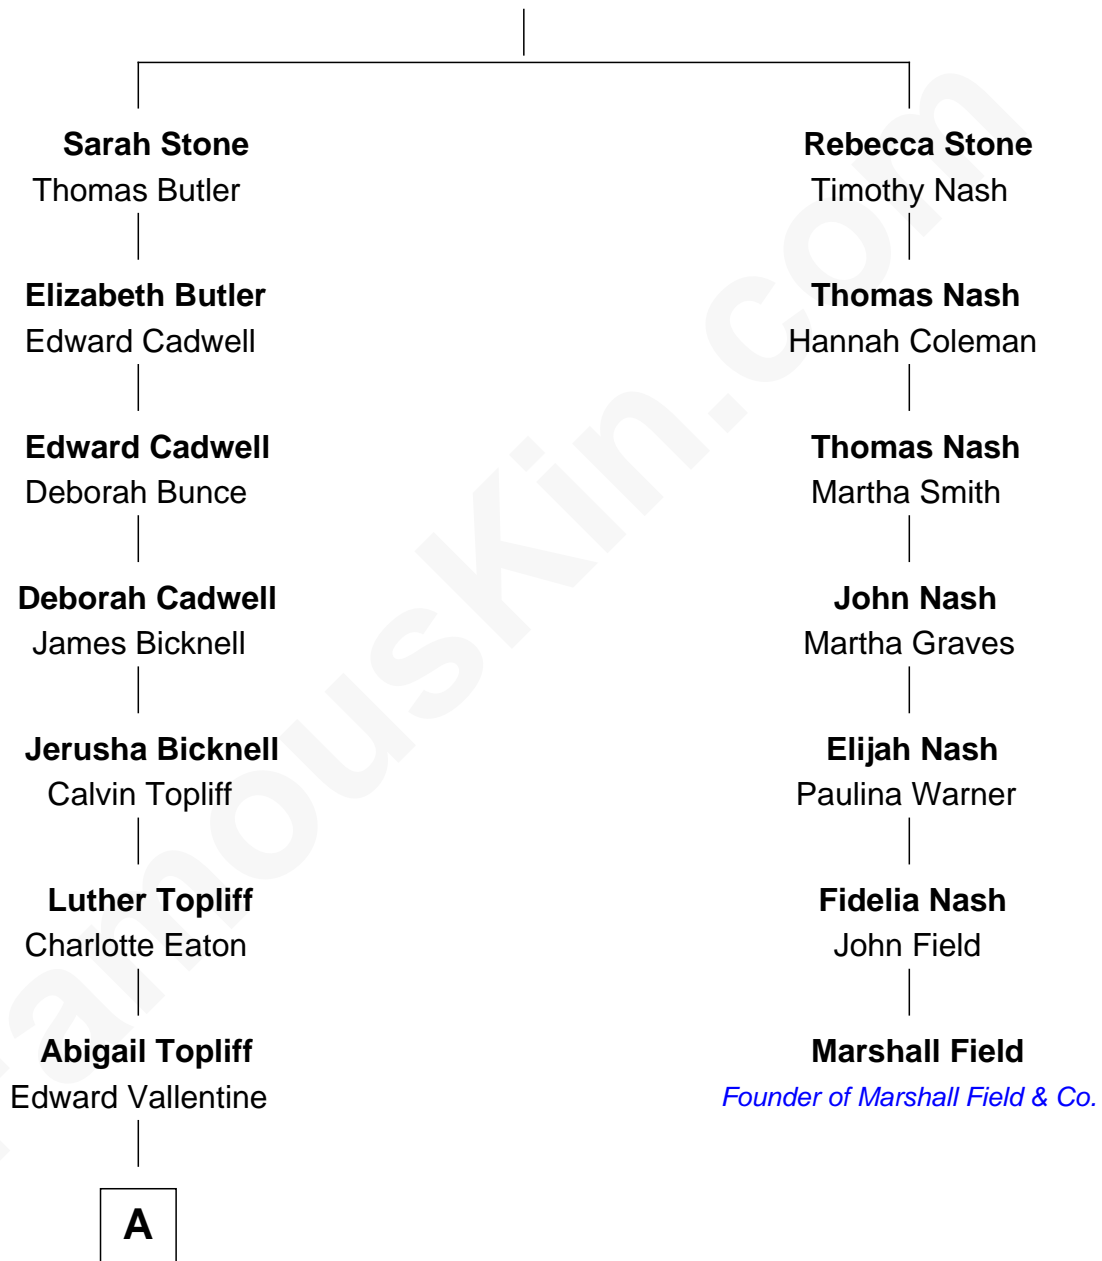 Sarah Stone
Thomas Butler
Elizabeth Butler
Edward Cadwell
Edward Cadwell
Deborah Bunce
Deborah Cadwell
James Bicknell
Jerusha Bicknell
Calvin Topliff
Luther Topliff
Charlotte Eaton
Abigail Topliff
Edward Vallentine
A
Rebecca Stone
Timothy Nash
Thomas Nash
Hannah Coleman
Thomas Nash
Martha Smith
John Nash
Martha Graves
Elijah Nash
Paulina Warner
Fidelia Nash
John Field
Marshall Field
Founder of Marshall Field & Co.
FamousKin.com